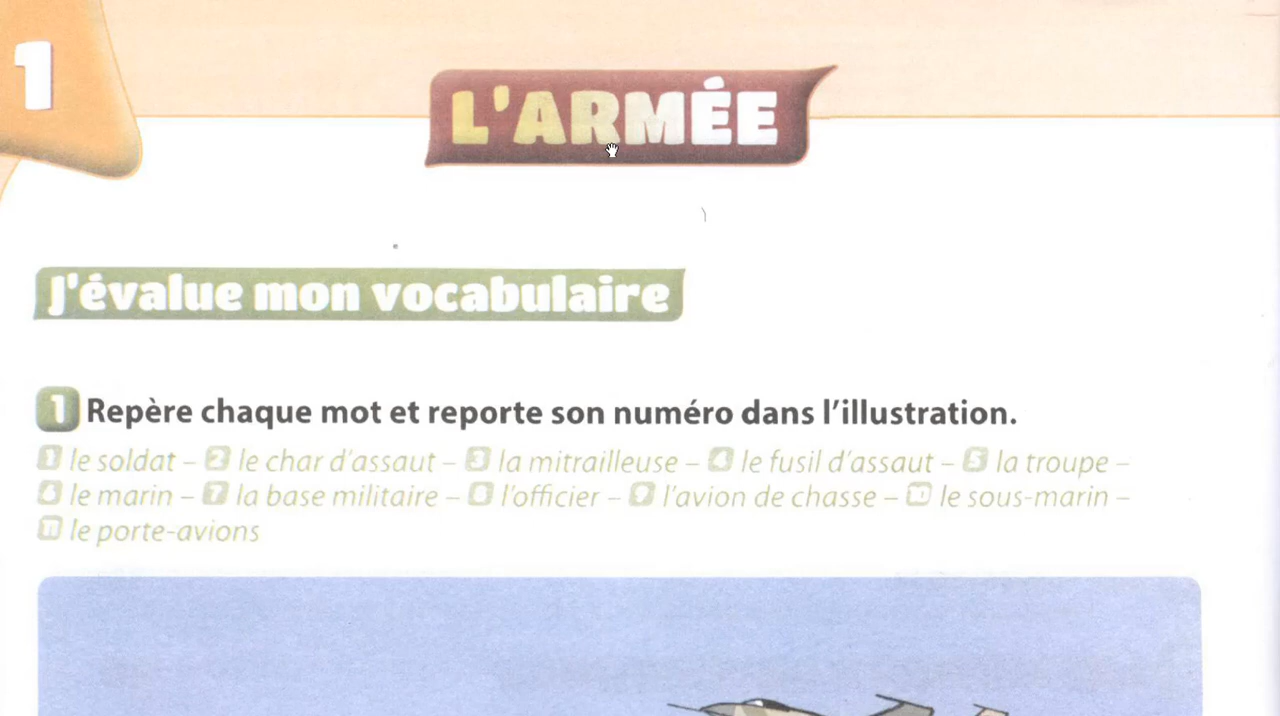 1
L'ARMÉE
J'évalue mon vocabulaire
1 Repère chaque mot et reporte son numéro dans l'illustration.
1 le soldat – 2 le char d'assaut – 3 la mitrailleuse – 4 le fusil d'assaut – 5 la troupe –
6 le marin – 7 la base militaire – 8 l'officier – 9 l'avion de chasse – 10 le sous-marin –
11 le porte-avions